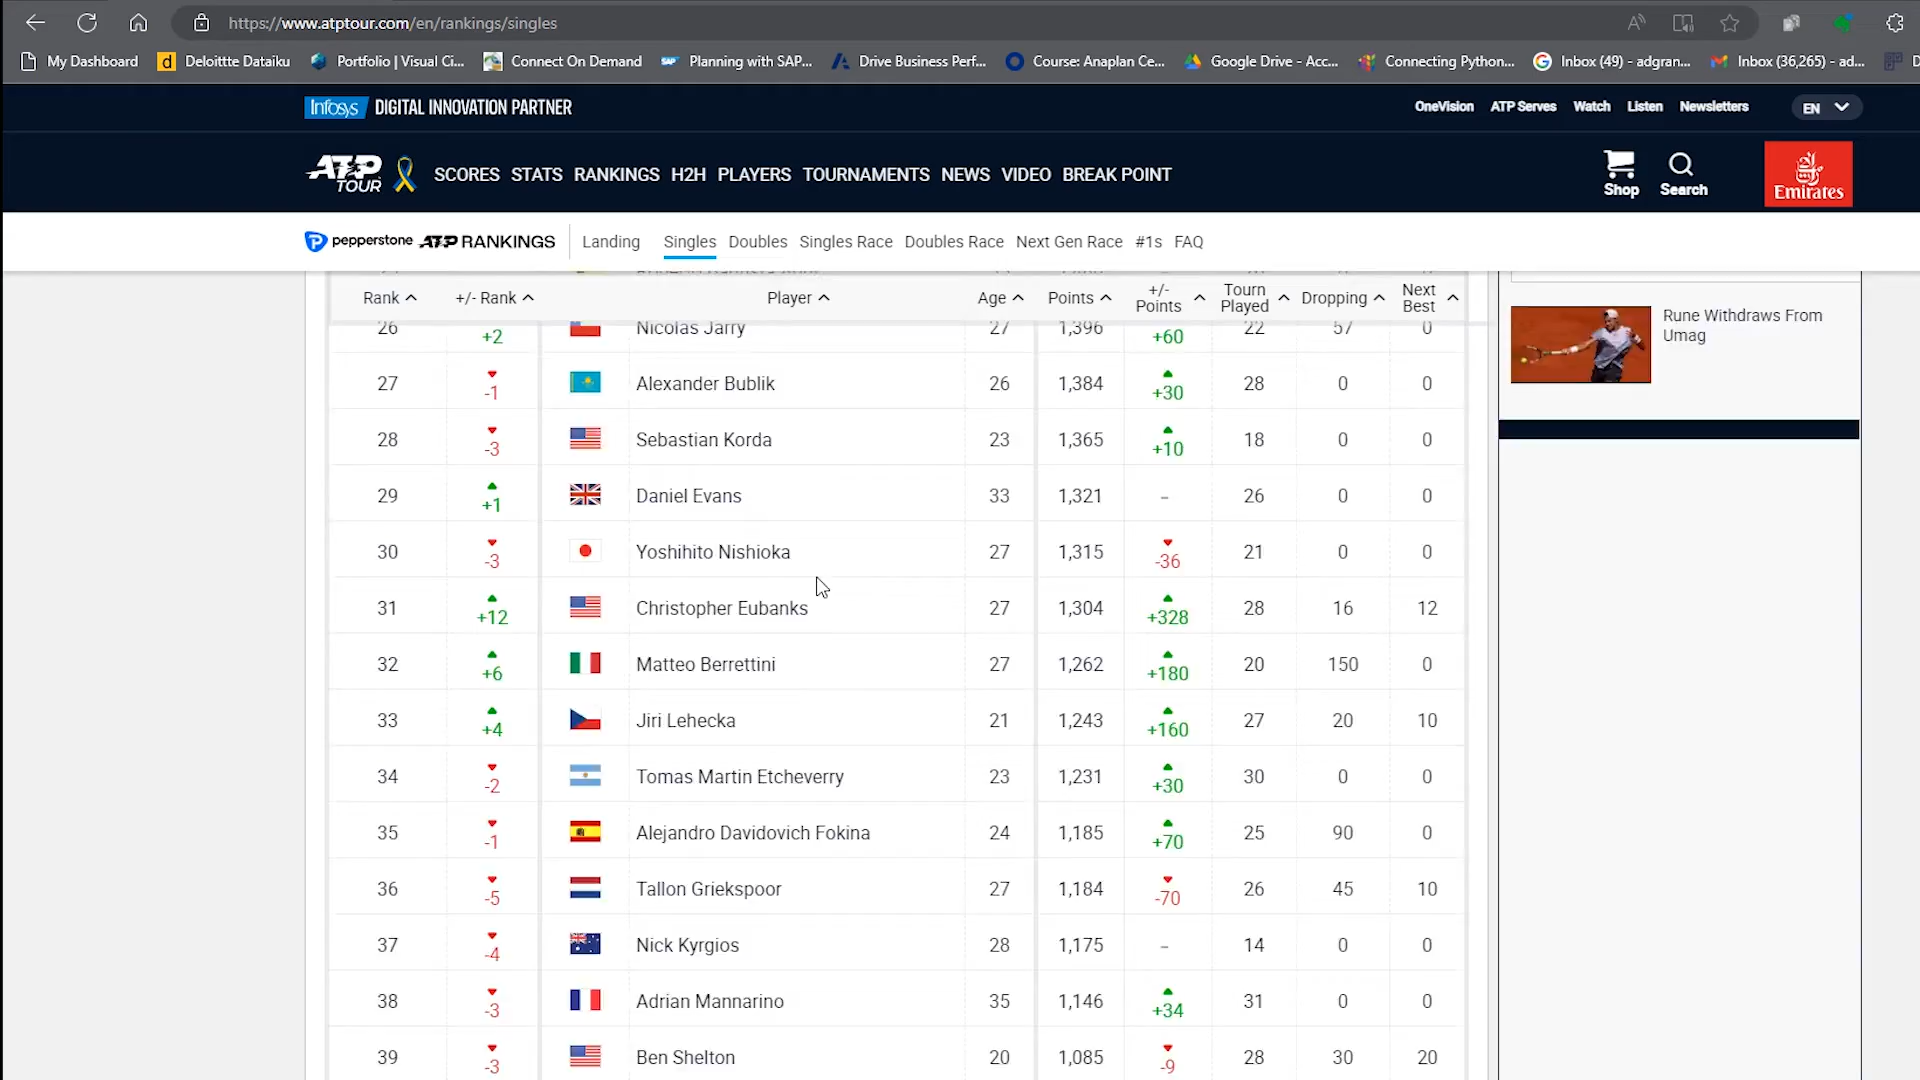 https://www.atptour.com/en/rankings/singles
My Dashboard Deloittte Dataiku Portfolio | Visual Ci... Connect On Demand Planning with SAP... Drive Business Perf... Course: Anaplan Ce... Google Drive - Acc... Connecting Python... Inbox (49) - adgran... Inbox (36,265) - ad...
Infosys DIGITAL INNOVATION PARTNER OneVision ATP Serves Watch Listen Newsletters EN
ATP TOUR SCORES STATS RANKINGS H2H PLAYERS TOURNAMENTS NEWS VIDEO BREAK POINT Shop Search Emirates
pepperstone ATP RANKINGS Landing Singles Doubles Singles Race Doubles Race Next Gen Race #1s FAQ
Rank +/- Rank Player Age Points +/- Points Tourn Played Dropping Next Best
26 +2 Nicolas Jarry 27 1,396 +60 22 57 0
27 -1 Alexander Bublik 26 1,384 +30 28 0 0
28 -3 Sebastian Korda 23 1,365 +10 18 0 0
29 +1 Daniel Evans 33 1,321 - 26 0 0
30 -3 Yoshihito Nishioka 27 1,315 -36 21 0 0
31 +12 Christopher Eubanks 27 1,304 +328 28 16 12
32 +6 Matteo Berrettini 27 1,262 +180 20 150 0
33 +4 Jiri Lehecka 21 1,243 +160 27 20 10
34 -2 Tomas Martin Etcheverry 23 1,231 +30 30 0 0
35 -1 Alejandro Davidovich Fokina 24 1,185 +70 25 90 0
36 -5 Tallon Griekspoor 27 1,184 -70 26 45 10
37 -4 Nick Kyrgios 28 1,175 - 14 0 0
38 -3 Adrian Mannarino 35 1,146 +34 31 0 0
39 -3 Ben Shelton 20 1,085 -9 28 30 20
Rune Withdraws From
Umag